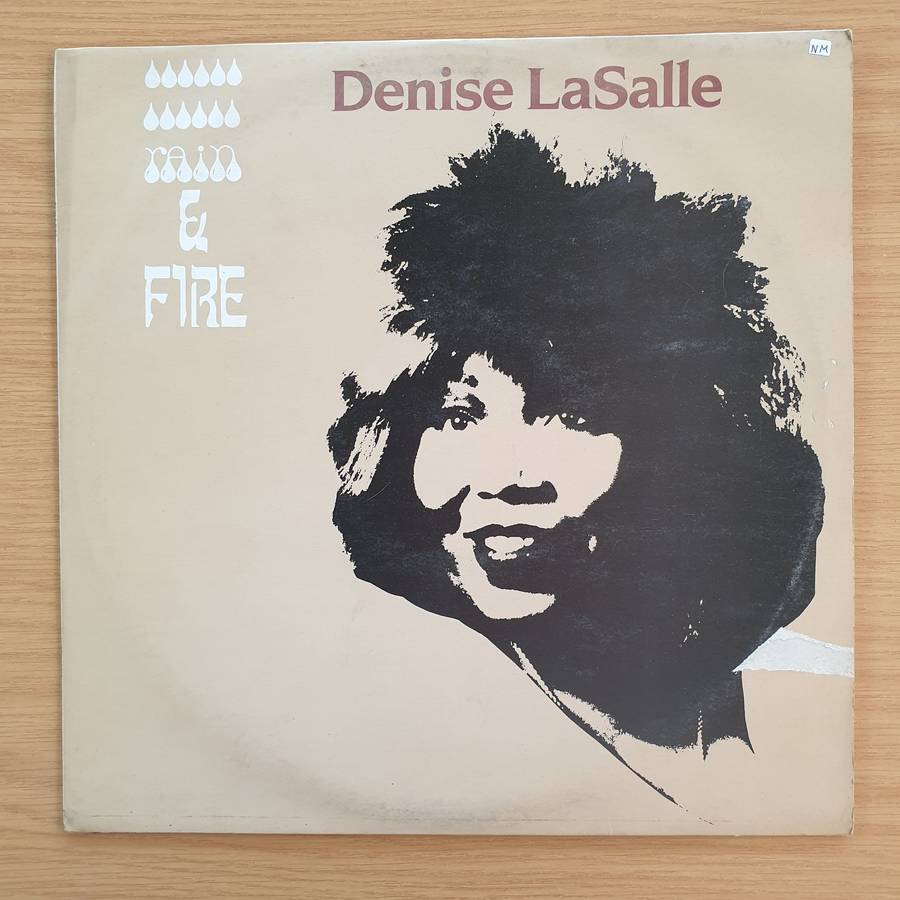 Denise LaSalle
NM
rain
&
FIRE